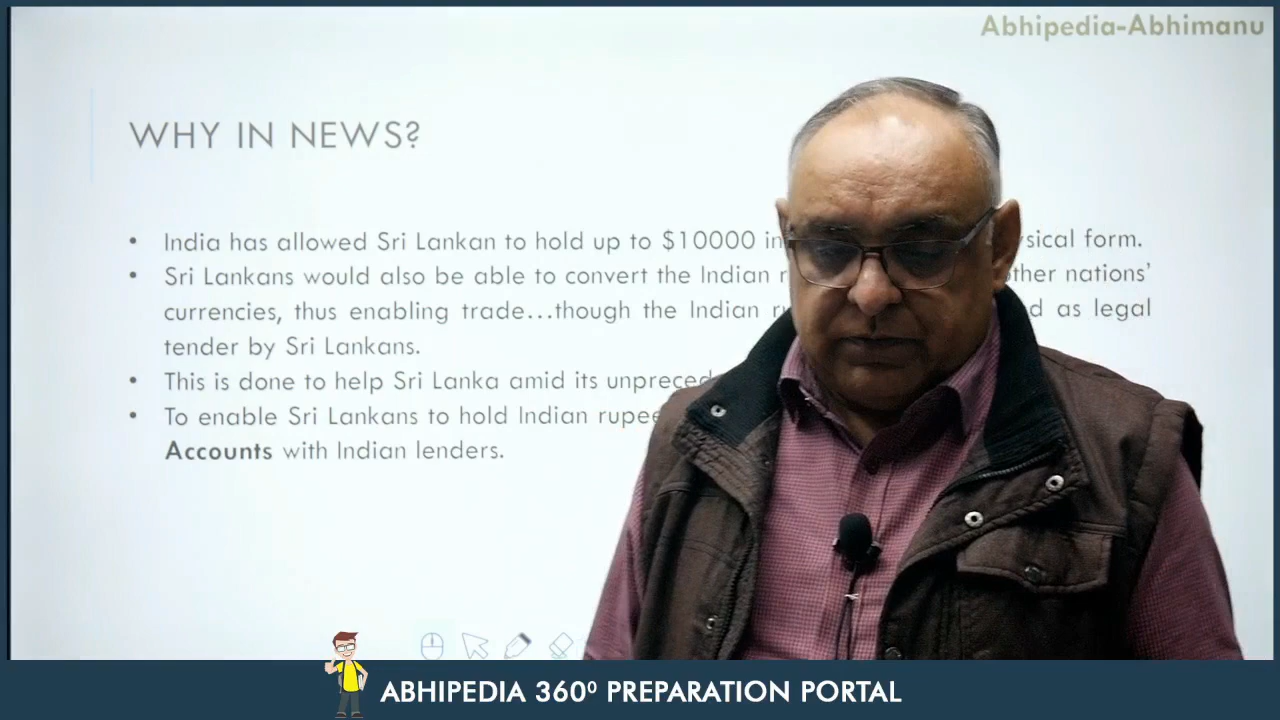 Abhipedia-Abhimanu
WHY IN NEWS?
• India has allowed Sri Lankan to hold up to $10000 in ysical form.
• Sri Lankans would also be able to convert the Indian other nations’
currencies, thus enabling trade...though the Indian as legal
tender by Sri Lankans.
• This is done to help Sri Lanka amid its
• To enable Sri Lankans to hold Indian rupee
Accounts with Indian lenders.
ABHIPEDIA 360⁰ PREPARATION PORTAL